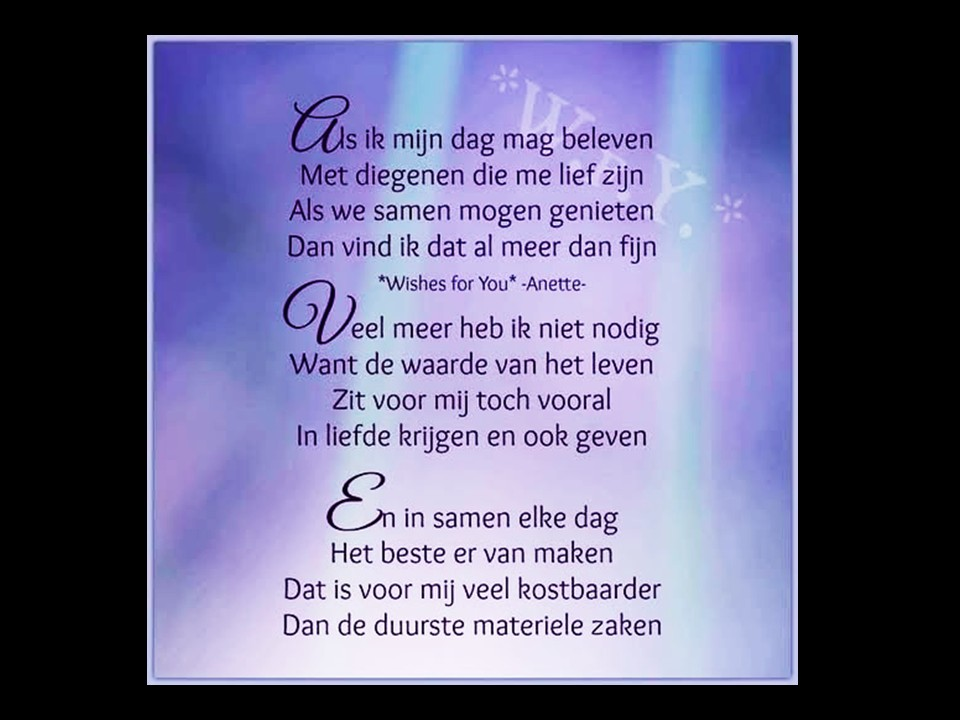 *W.F.Y.*
Als ik mijn dag mag beleven
Met diegenen die me lief zijn
Als we samen mogen genieten
Dan vind ik dat al meer dan fijn
*Wishes for You* -Anette-
Veel meer heb ik niet nodig
Want de waarde van het leven
Zit voor mij toch vooral
In liefde krijgen en ook geven
En in samen elke dag
Het beste er van maken
Dat is voor mij veel kostbaarder
Dan de duurste materiele zaken